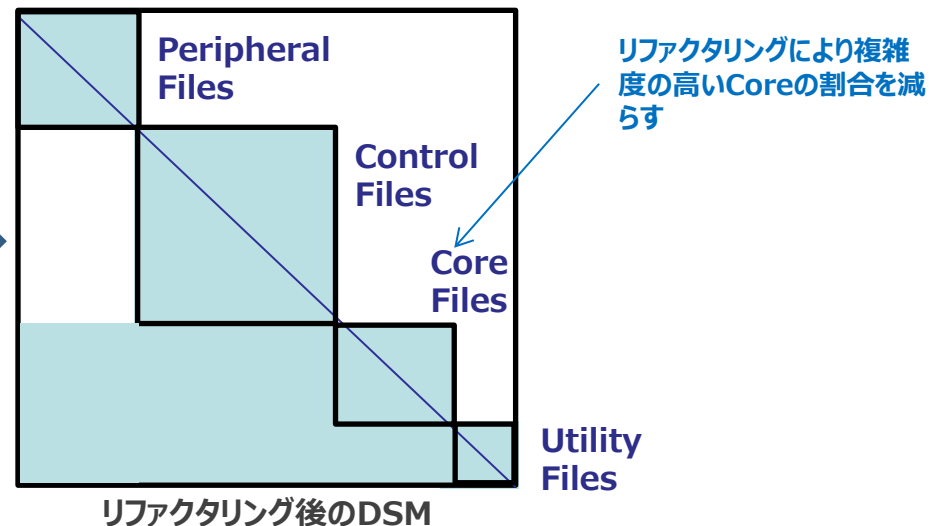 Peripheral
Files
リファクタリングにより複雑
度の高いCoreの割合を減
らす
Control
Files
Core
Files
Utility
Files
リファクタリング後のDSM